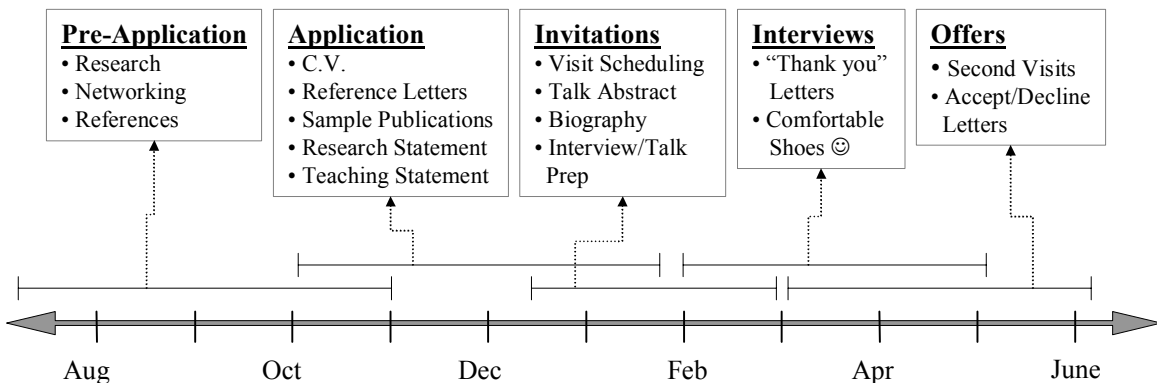 Pre-Application
• Research
• Networking
• References
Application
• C.V.
• Reference Letters
• Sample Publications
• Research Statement
• Teaching Statement
Invitations
• Visit Scheduling
• Talk Abstract
• Biography
• Interview/Talk
Prep
Interviews
• “Thank you”
Letters
• Comfortable
Shoes ☺
Offers
• Second Visits
• Accept/Decline
Letters
Aug Oct Dec Feb Apr June